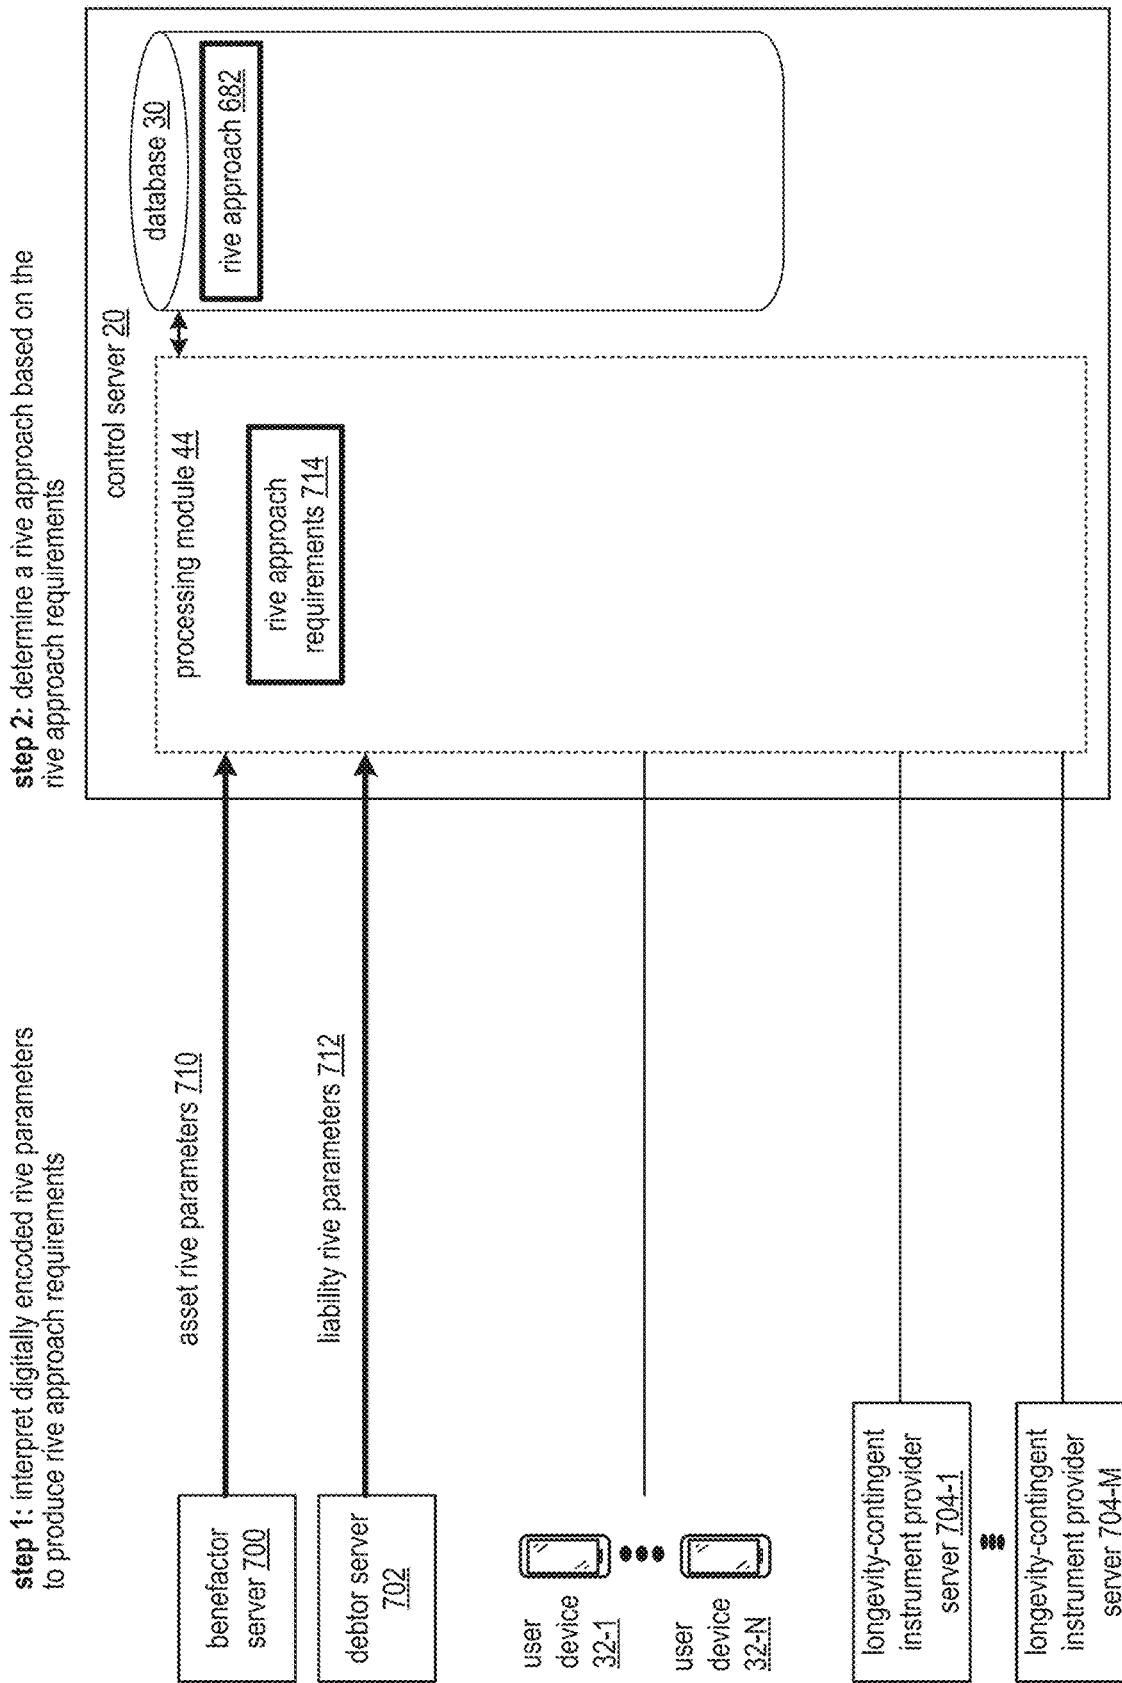 step 1: interpret digitally encoded rive parameters
to produce rive approach requirements
step 2: determine a rive approach based on the
rive approach requirements
benefactor
server 700
asset rive parameters 710
debtor server
702
liability rive parameters 712
user
device
32-1
user
device
32-N
longevity-contingent
instrument provider
server 704-1
longevity-contingent
instrument provider
server 704-M
control server 20
processing module 44
rive approach
requirements 714
database 30
rive approach 682